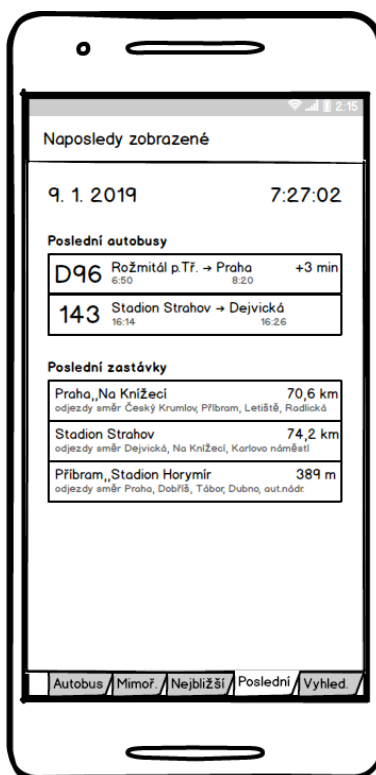 2:15
Naposledy zobrazené
9. 1. 2019 7:27:02
Poslední autobusy
D96 Rožmitál p.Tř. → Praha +3 min
6:50 8:20
143 Stadion Strahov → Dejvická
16:14 16:26
Poslední zastávky
Praha,,Na Knížecí 70,6 km
odjezdy směr Český Krumlov, Příbram, Letiště, Radlická
Stadion Strahov 74,2 km
odjezdy směr Dejvická, Na Knížecí, Karlovo náměstí
Příbram,,Stadion Horymír 389 m
odjezdy směr Praha, Dobříš, Tábor, Dubno, aut.nádr.
Autobus Mimoř. Nejbližší Poslední Vyhled.